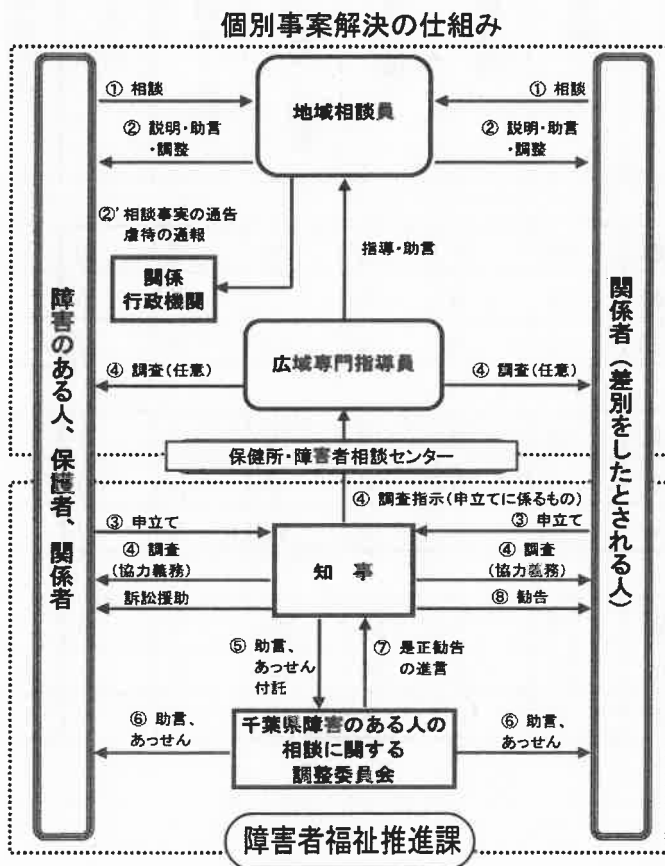 個別事案解決の仕組み
① 相談
① 相談
地域相談員
② 説明・助言
・調整
② 説明・助言
・調整
②’相談事実の通告
虐待の通報
指導・助言
関係
行政機関
障害のある人、保護者、関係者
関係者（差別をしたとされる人）
広域専門指導員
④ 調査（任意）
④ 調査（任意）
保健所・障害者相談センター
④ 調査指示（申立てに係るもの）
③ 申立て
③ 申立て
知　事
④ 調査
（協力義務）
④ 調査
（協力義務）
訴訟援助
⑧ 勧告
⑤ 助言、
あっせん
付託
⑦ 是正勧告
の進言
⑥ 助言、
あっせん
千葉県障害のある人の
相談に関する
調整委員会
⑥ 助言、
あっせん
障害者福祉推進課